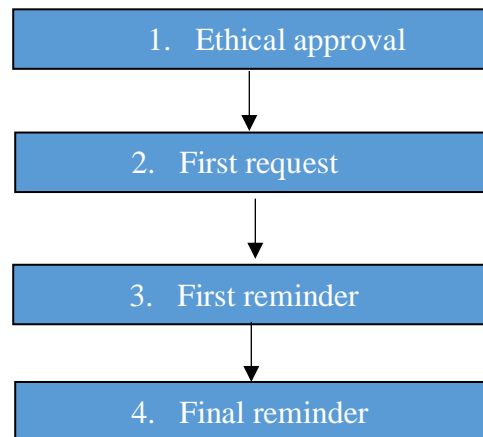 1. Ethical approval
2. First request
3. First reminder
4. Final reminder